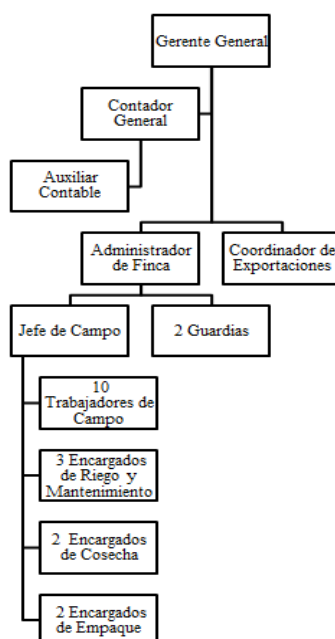 Gerente General
Contador
General
Auxiliar
Contable
Administrador
de Finca
Coordinador de
Exportaciones
Jefe de Campo
2 Guardias
10
Trabajadores de
Campo
3 Encargados
de Riego y
Mantenimiento
2 Encargados
de Cosecha
2 Encargados
de Empaque